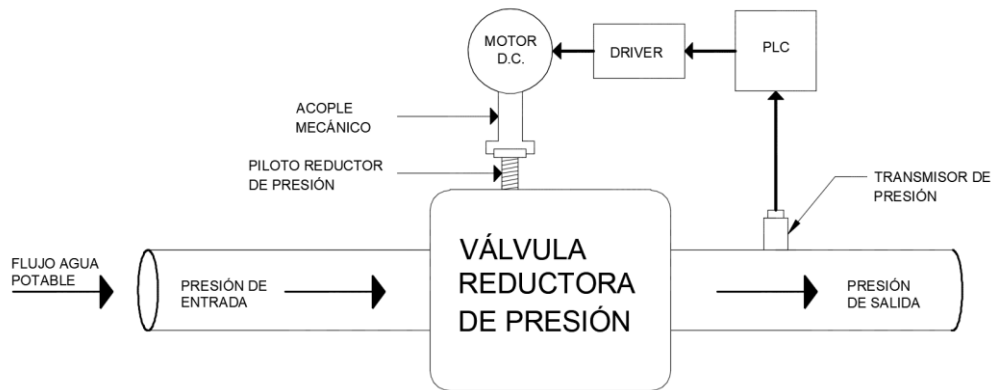 MOTOR
D.C.
DRIVER
PLC
ACOPLE
MECÁNICO
PILOTO REDUCTOR
DE PRESIÓN
TRANSMISOR DE
PRESIÓN
FLUJO AGUA
POTABLE
PRESIÓN DE
ENTRADA
VÁLVULA
REDUCTORA
DE PRESIÓN
PRESIÓN
DE SALIDA